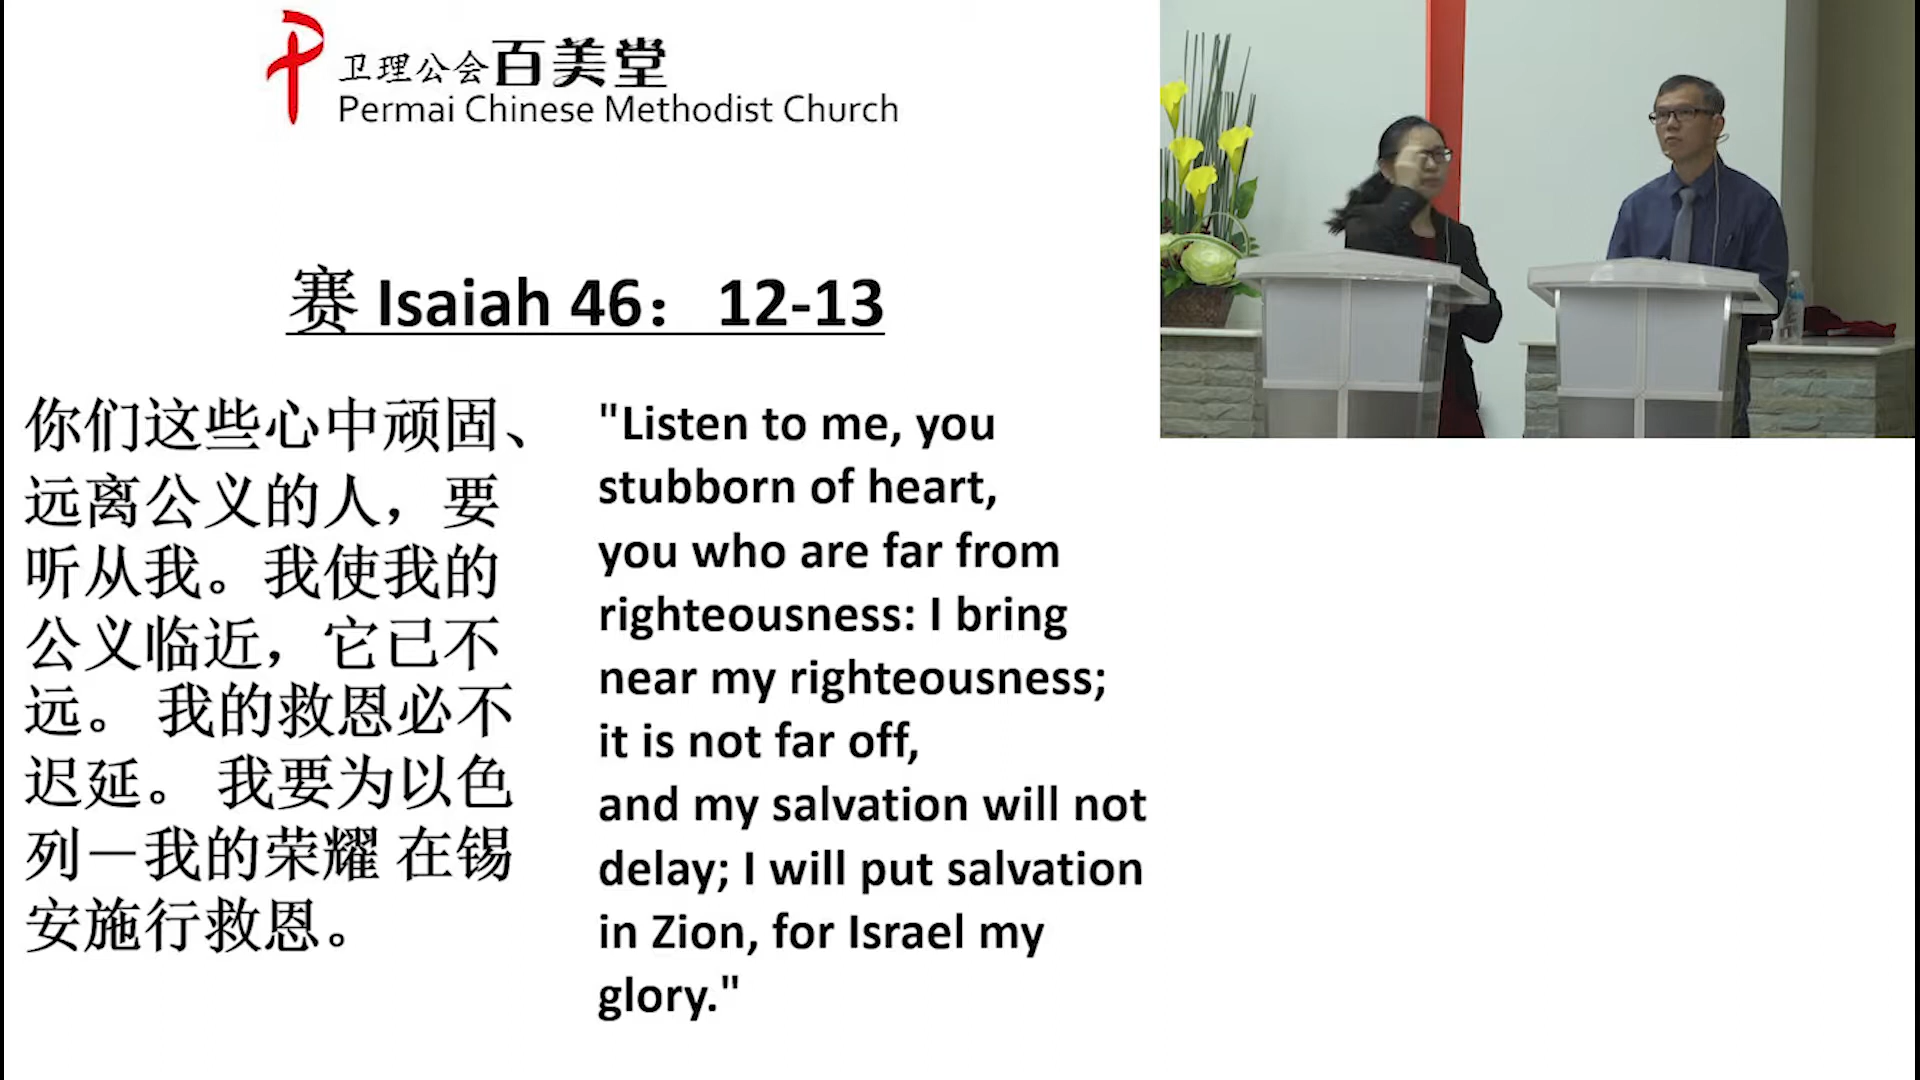 卫理公会百美堂
Permai Chinese Methodist Church
赛 Isaiah 46： 12-13
你们这些心中顽固、
远离公义的人，要
听从我。我使我的
公义临近，它已不
远。 我的救恩必不
迟延。 我要为以色
列－我的荣耀 在锡
安施行救恩。
"Listen to me, you
stubborn of heart,
you who are far from
righteousness: I bring
near my righteousness;
it is not far off,
and my salvation will not
delay; I will put salvation
in Zion, for Israel my
glory."